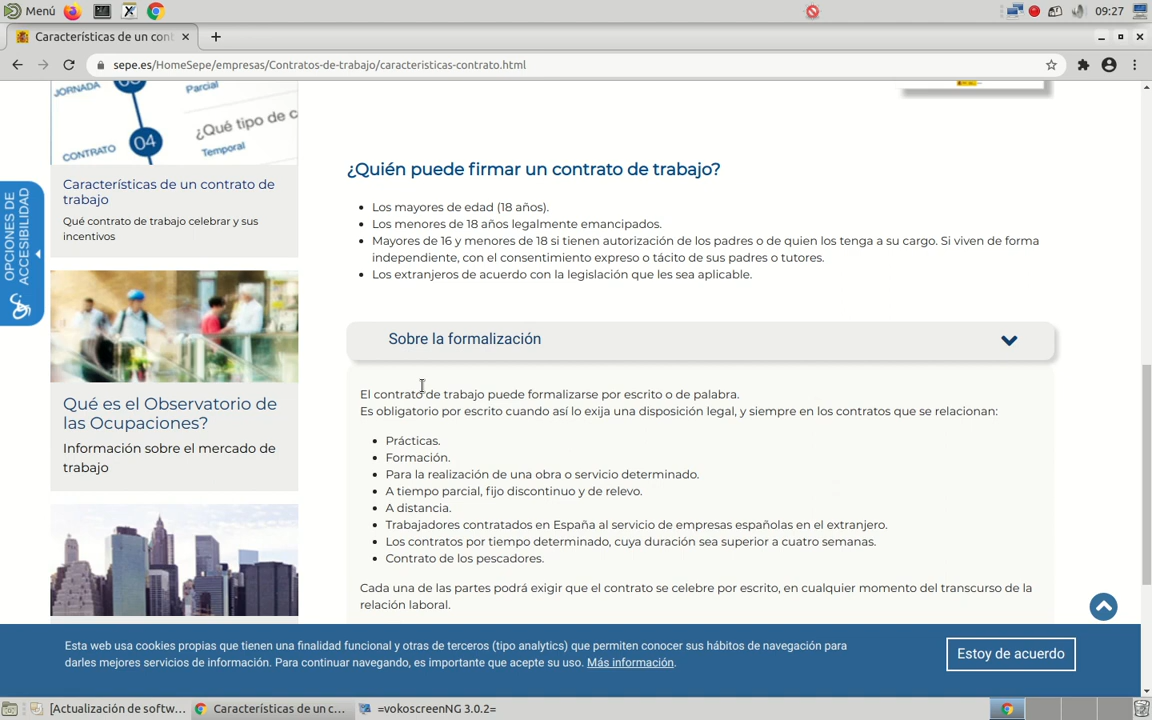 Menú
09:27
Características de un cont
sepe.es/HomeSepe/empresas/Contratos-de-trabajo/caracteristicas-contrato.html
JORNADA
Parcial
¿Qué tipo de c
04
CONTRATO
Temporal
Características de un contrato de
trabajo
Qué contrato de trabajo celebrar y sus
incentivos
OPCIONES DE
ACCESIBILIDAD
Qué es el Observatorio de
las Ocupaciones?
Información sobre el mercado de
trabajo
¿Quién puede firmar un contrato de trabajo?
Los mayores de edad (18 años).
Los menores de 18 años legalmente emancipados.
Mayores de 16 y menores de 18 si tienen autorización de los padres o de quien los tenga a su cargo. Si viven de forma
independiente, con el consentimiento expreso o tácito de sus padres o tutores.
Los extranjeros de acuerdo con la legislación que les sea aplicable.
Sobre la formalización
El contrato de trabajo puede formalizarse por escrito o de palabra.
Es obligatorio por escrito cuando así lo exija una disposición legal, y siempre en los contratos que se relacionan:
Prácticas.
Formación.
Para la realización de una obra o servicio determinado.
A tiempo parcial, fijo discontinuo y de relevo.
A distancia.
Trabajadores contratados en España al servicio de empresas españolas en el extranjero.
Los contratos por tiempo determinado, cuya duración sea superior a cuatro semanas.
Contrato de los pescadores.
Cada una de las partes podrá exigir que el contrato se celebre por escrito, en cualquier momento del transcurso de la
relación laboral.
Esta web usa cookies propias que tienen una finalidad funcional y otras de terceros (tipo analytics) que permiten conocer sus hábitos de navegación para
darles mejores servicios de información. Para continuar navegando, es importante que acepte su uso. Más información.
Estoy de acuerdo
[Actualización de softw...
Características de un c...
=vokoscreenNG 3.0.2=